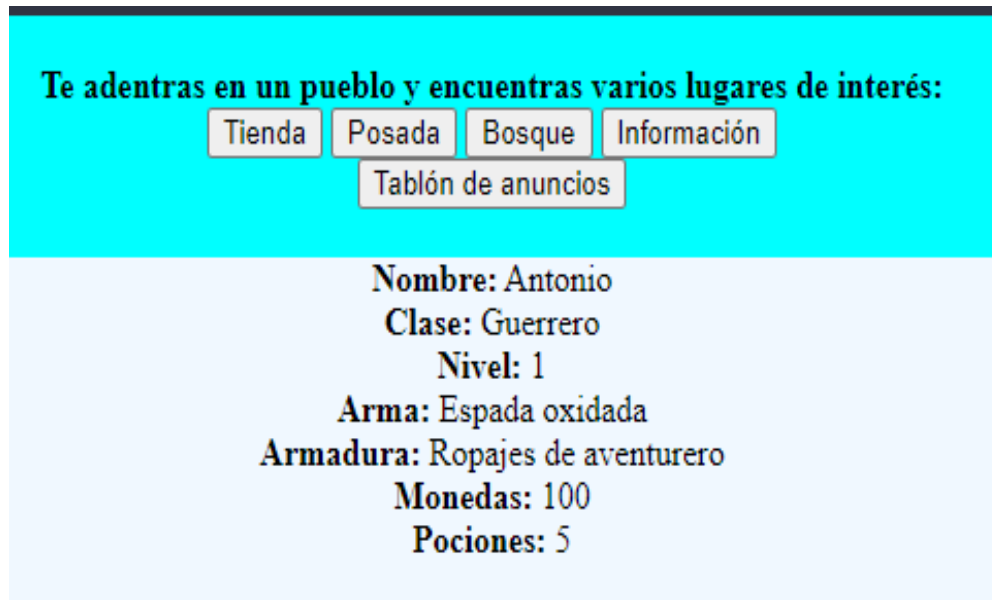 Te adentras en un pueblo y encuentras varios lugares de interés:
Tienda Posada Bosque Información
Tablón de anuncios
Nombre: Antonio
Clase: Guerrero
Nivel: 1
Arma: Espada oxidada
Armadura: Ropajes de aventurero
Monedas: 100
Pociones: 5